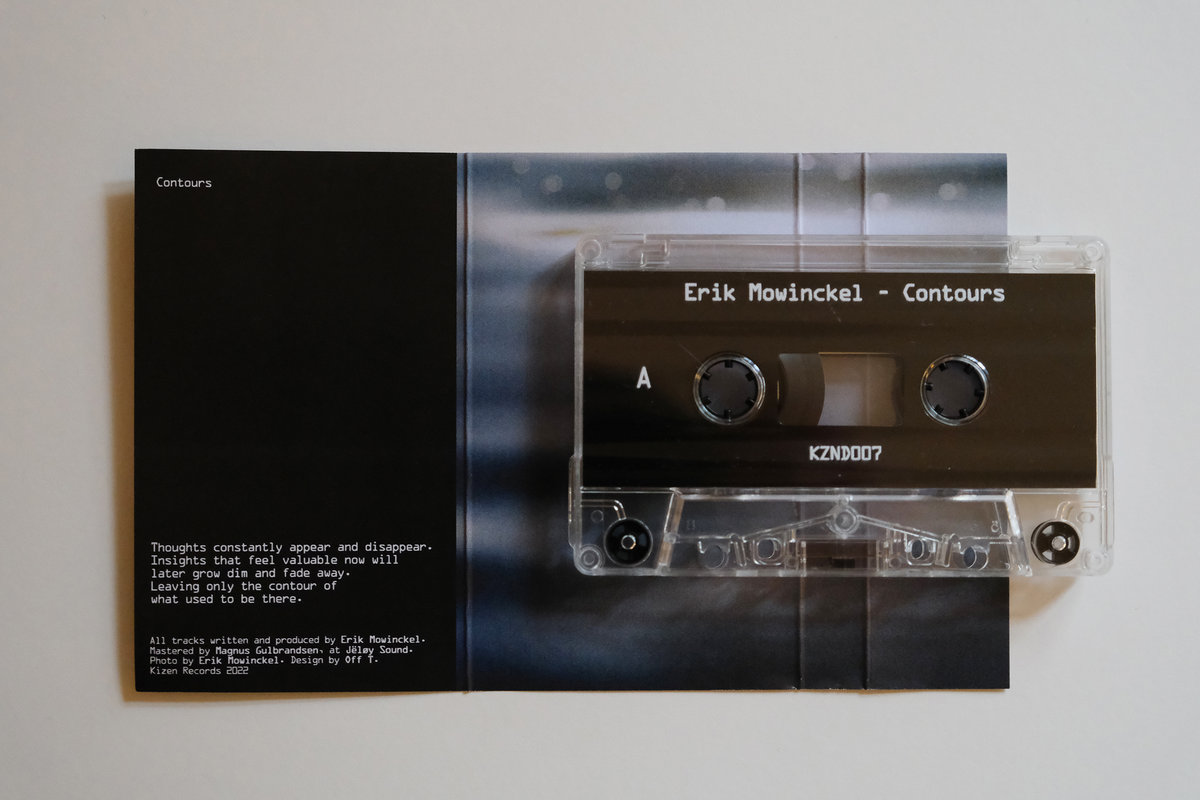 Contours
Thoughts constantly appear and disappear.
Insights that feel valuable now will
later grow dim and fade away.
Leaving only the contour of
what used to be there.
All tracks written and produced by Erik Mowinckel.
Mastered by Magnus Gulbrandsen, at Jëløy Sound.
Photo by Erik Mowinckel. Design by Off T.
Kizen Records 2022
Erik Mowinckel - Contours
A
KZND007